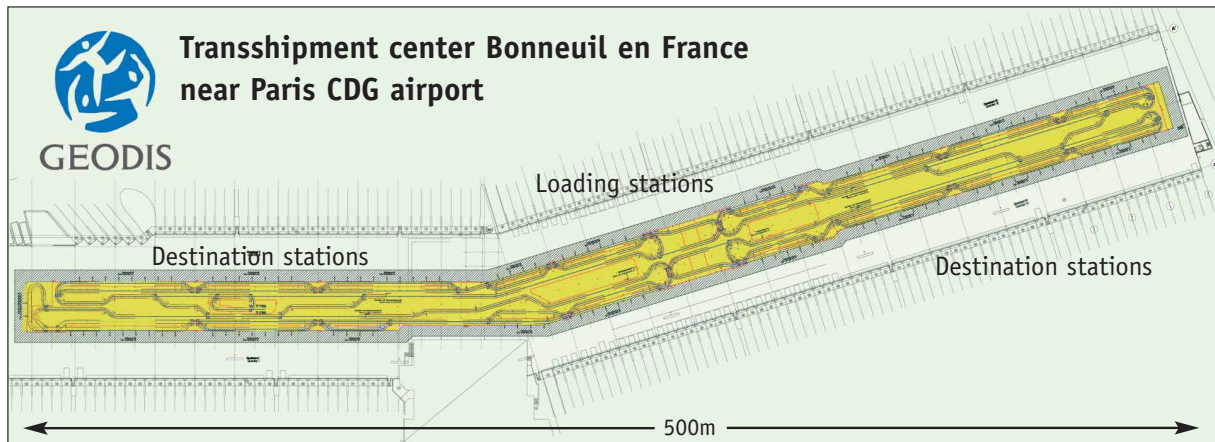 Transshipment center Bonneuil en France
near Paris CDG airport
GEODIS
Loading stations
Destination stations
Destination stations
500m